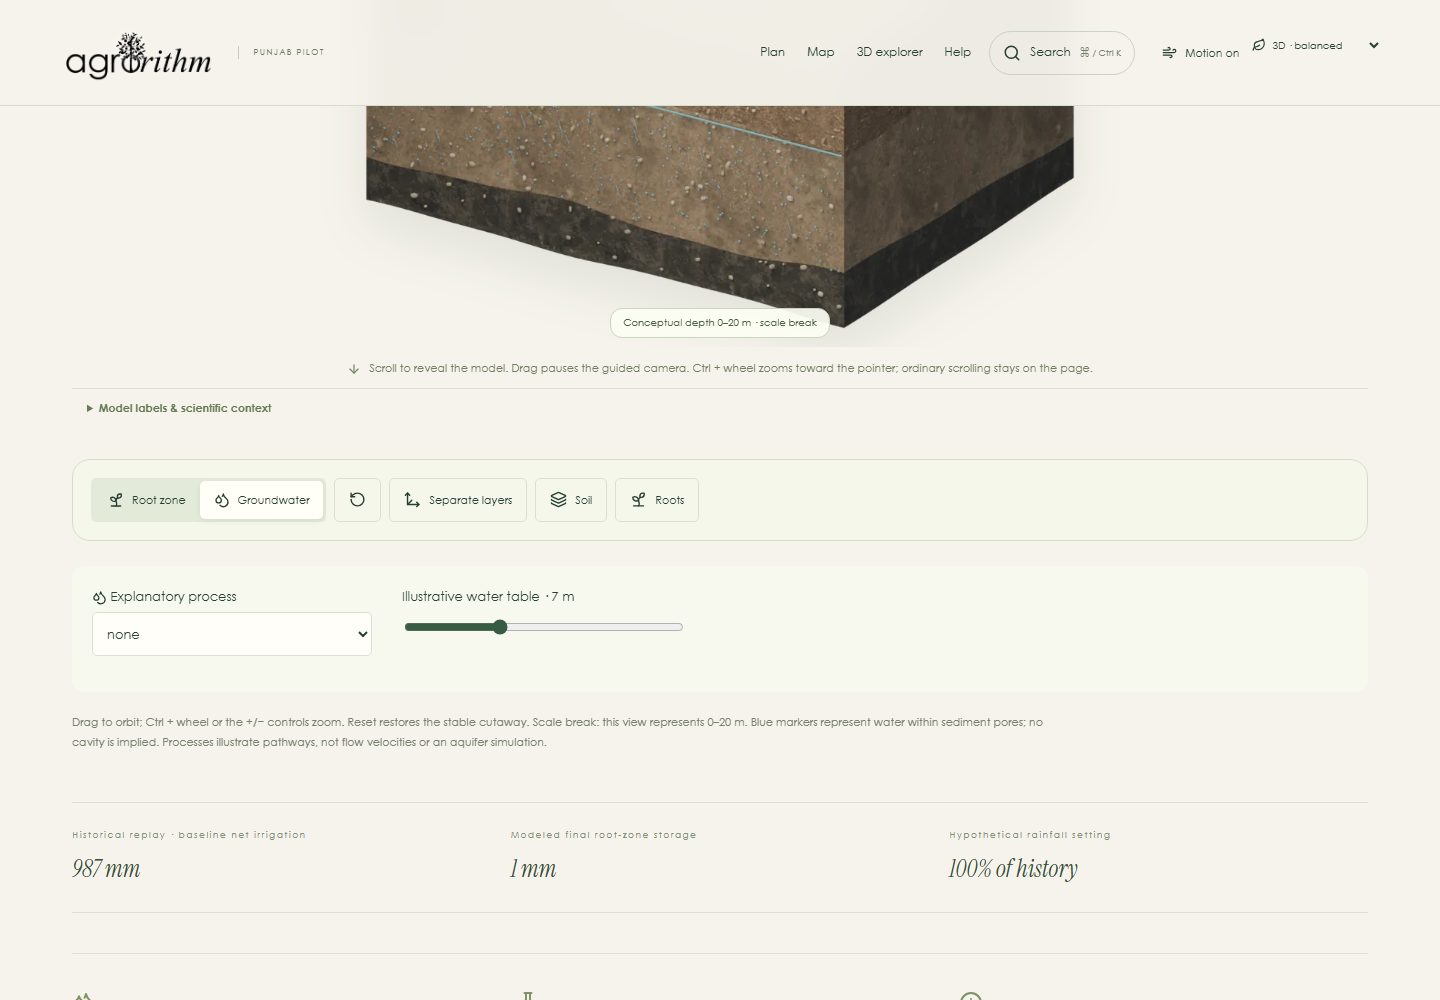 agrorithm
PUNJAB PILOT
Plan
Map
3D explorer
Help
Search ⌘ / Ctrl K
Motion on
3D · balanced
Conceptual depth 0–20 m · scale break
Scroll to reveal the model. Drag pauses the guided camera. Ctrl + wheel zooms toward the pointer; ordinary scrolling stays on the page.
Model labels & scientific context
Root zone
Groundwater
Separate layers
Soil
Roots
Explanatory process
Illustrative water table · 7 m
none
Drag to orbit; Ctrl + wheel or the +/− controls zoom. Reset restores the stable cutaway. Scale break: this view represents 0–20 m. Blue markers represent water within sediment pores; no
cavity is implied. Processes illustrate pathways, not flow velocities or an aquifer simulation.
Historical replay · baseline net irrigation
Modeled final root-zone storage
Hypothetical rainfall setting
987 mm
1 mm
100% of history